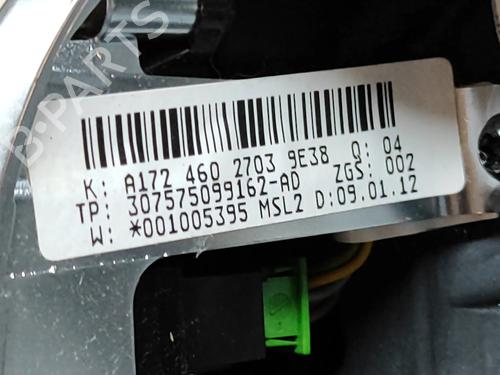 B-PARTS
K: A172 460 2703 9E38 Q: 04
TP: 307575099162-AD ZGS: 002
W: *001005395 MSL2 D:09.01.12